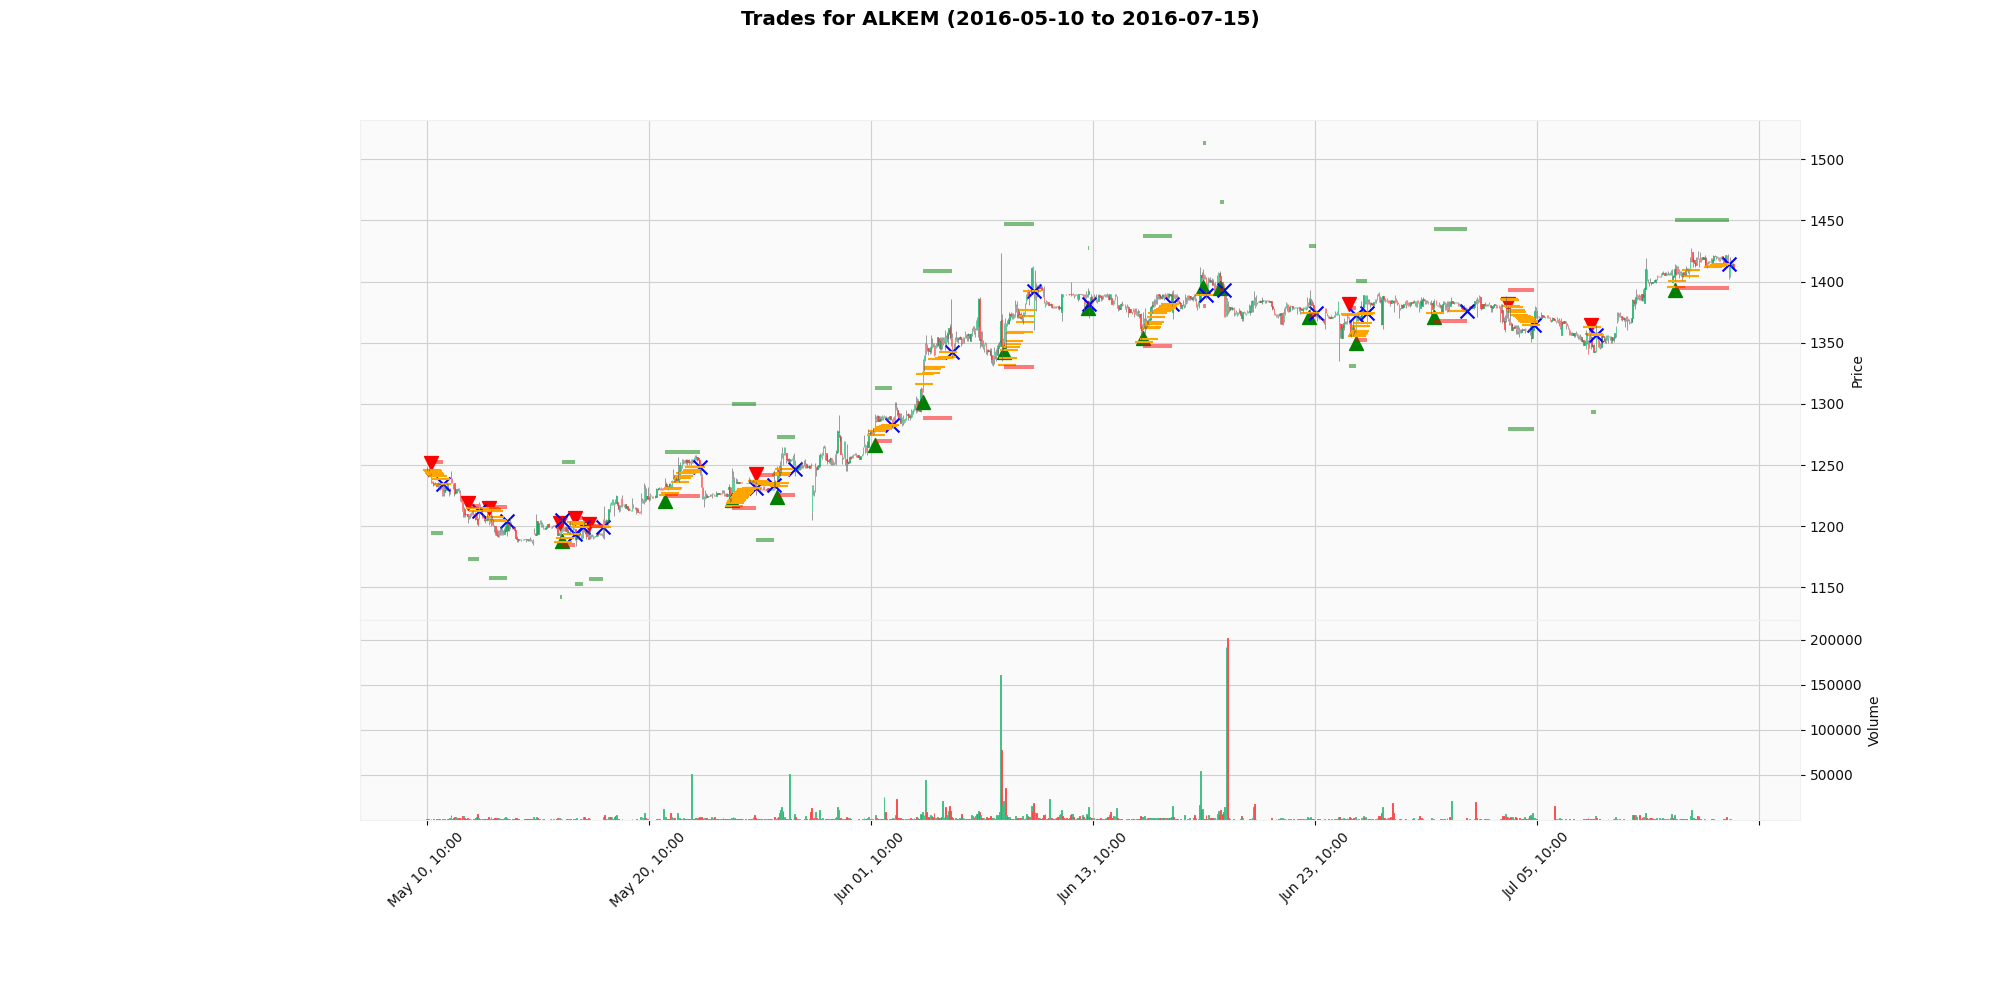 Trades for ALKEM (2016-05-10 to 2016-07-15)
1500
1450
1400
1350
1300
1250
1200
1150
Price
200000
150000
100000
50000
Volume
May 10, 10:00
May 20, 10:00
Jun 01, 10:00
Jun 13, 10:00
Jun 23, 10:00
Jul 05, 10:00